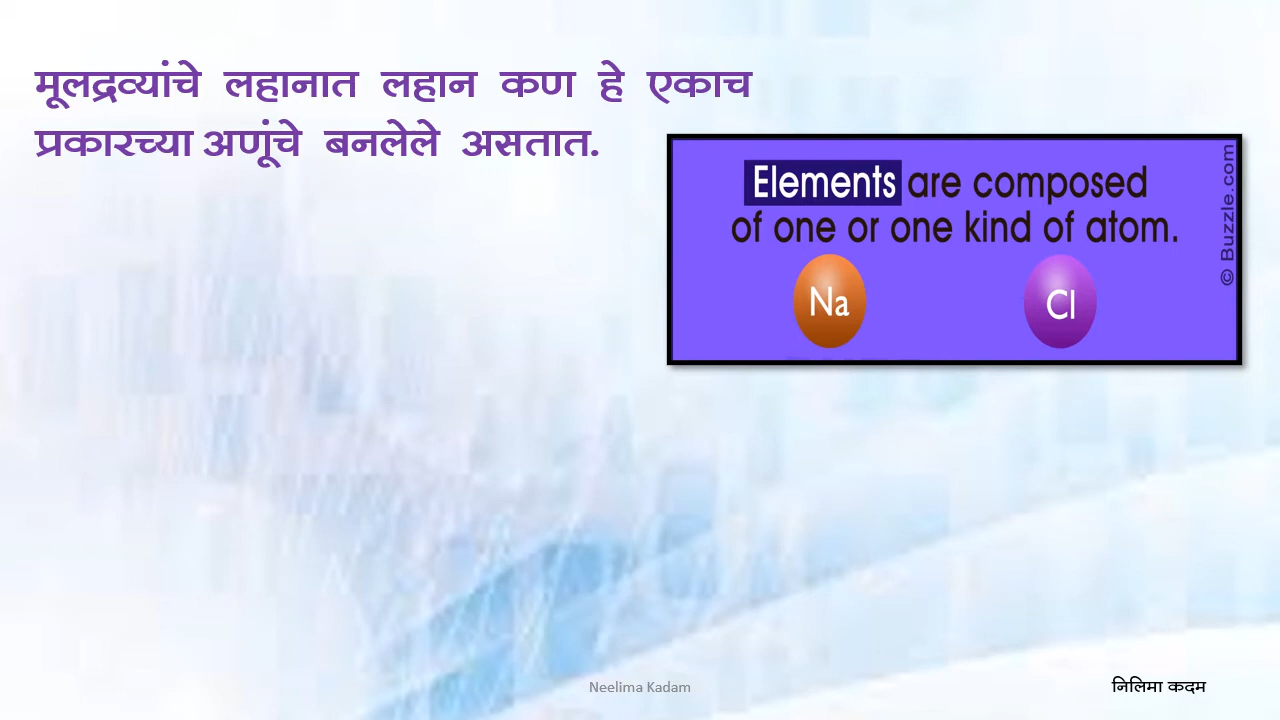 मूलद्रव्यांचे लहानात लहान कण हे एकाच
प्रकारच्या अणूंचे बनलेले असतात.
Elements are composed
of one or one kind of atom.
Na Cl
© Buzzle.com
Neelima Kadam
निलिमा कदम